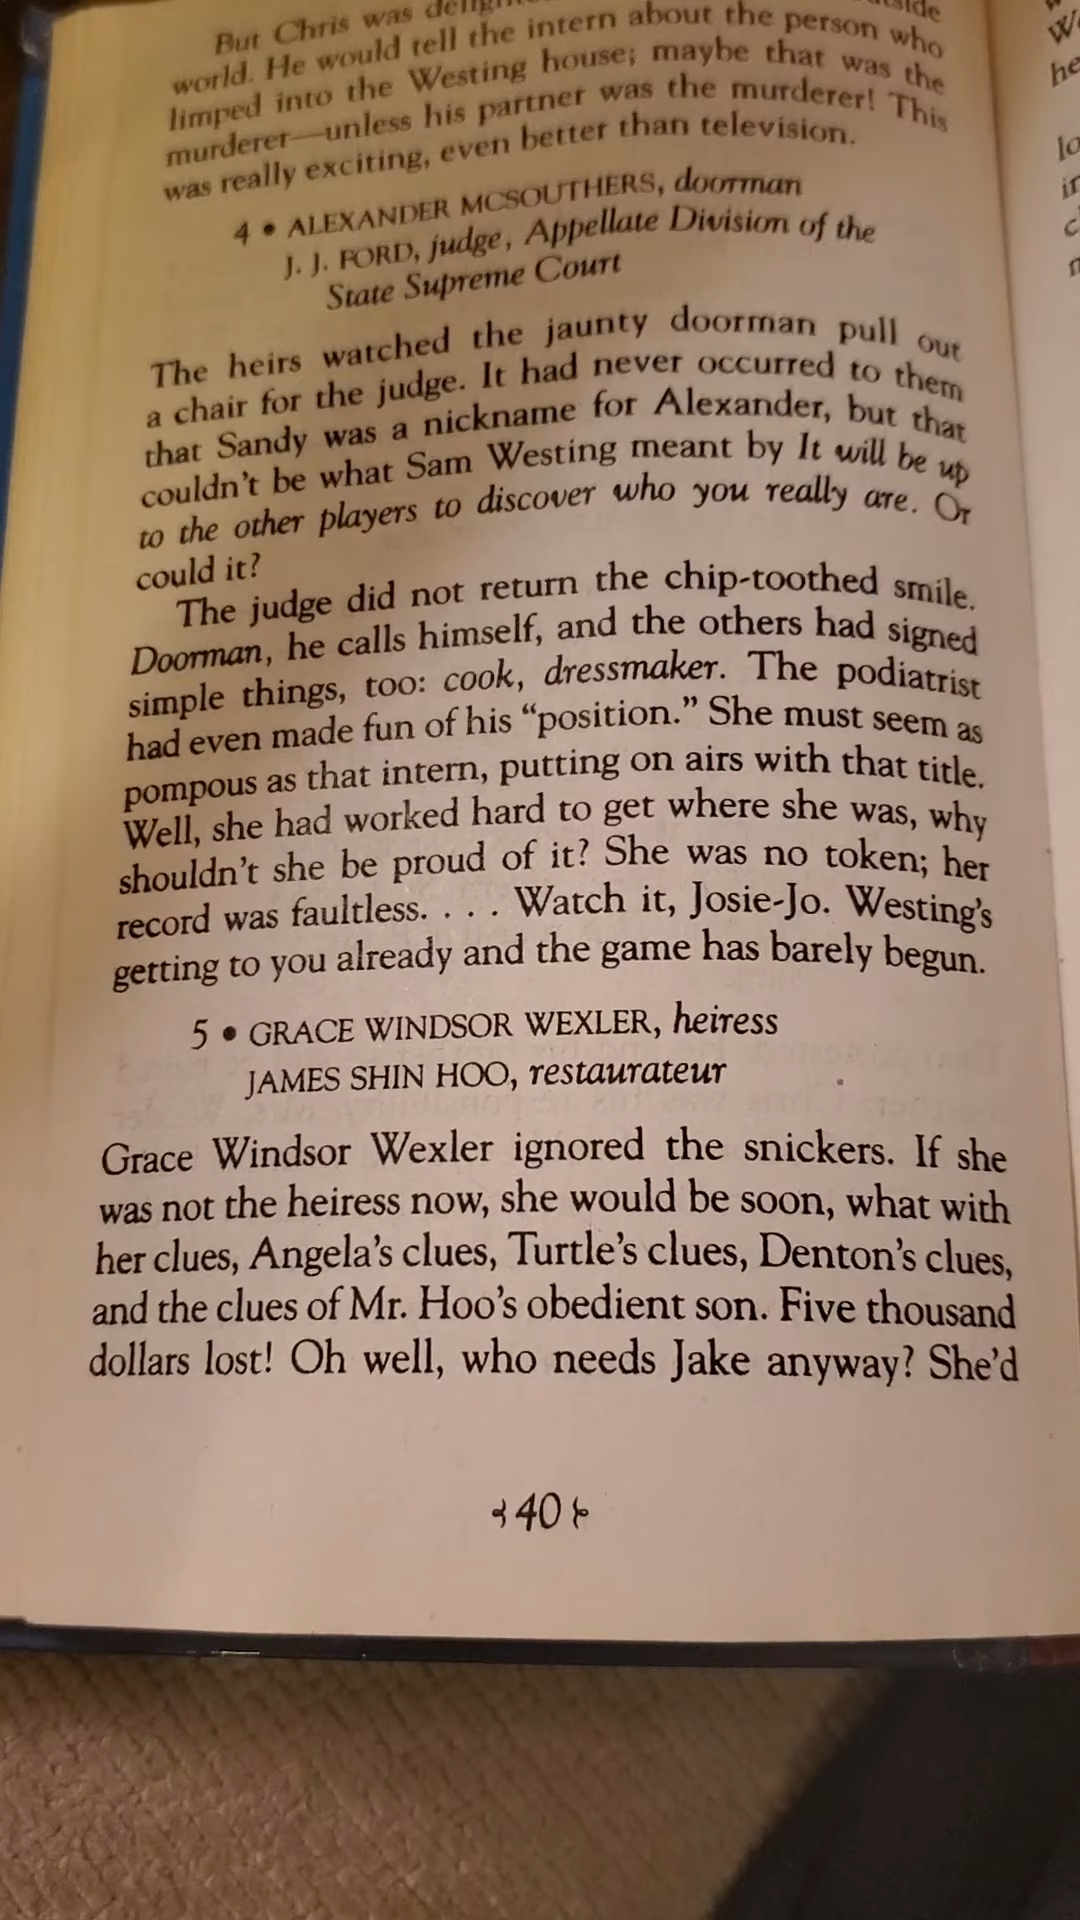 But Chris was
world. He would tell the intern about the person who
limped into the Westing house; maybe that was the
murderer—unless his partner was the murderer! This
was really exciting, even better than television.
4 • ALEXANDER MCSOUTHERS, doorman
J. J. FORD, judge, Appellate Division of the
State Supreme Court
The heirs watched the jaunty doorman pull out
a chair for the judge. It had never occurred to them
that Sandy was a nickname for Alexander, but that
couldn't be what Sam Westing meant by It will be up
to the other players to discover who you really are. Or
could it?
The judge did not return the chip-toothed smile.
Doorman, he calls himself, and the others had signed
simple things, too: cook, dressmaker. The podiatrist
had even made fun of his “position.” She must seem as
pompous as that intern, putting on airs with that title.
Well, she had worked hard to get where she was, why
shouldn't she be proud of it? She was no token; her
record was faultless. . . . Watch it, Josie-Jo. Westing's
getting to you already and the game has barely begun.
5 • GRACE WINDSOR WEXLER, heiress
JAMES SHIN HOO, restaurateur
Grace Windsor Wexler ignored the snickers. If she
was not the heiress now, she would be soon, what with
her clues, Angela's clues, Turtle's clues, Denton's clues,
and the clues of Mr. Hoo's obedient son. Five thousand
dollars lost! Oh well, who needs Jake anyway? She'd
40